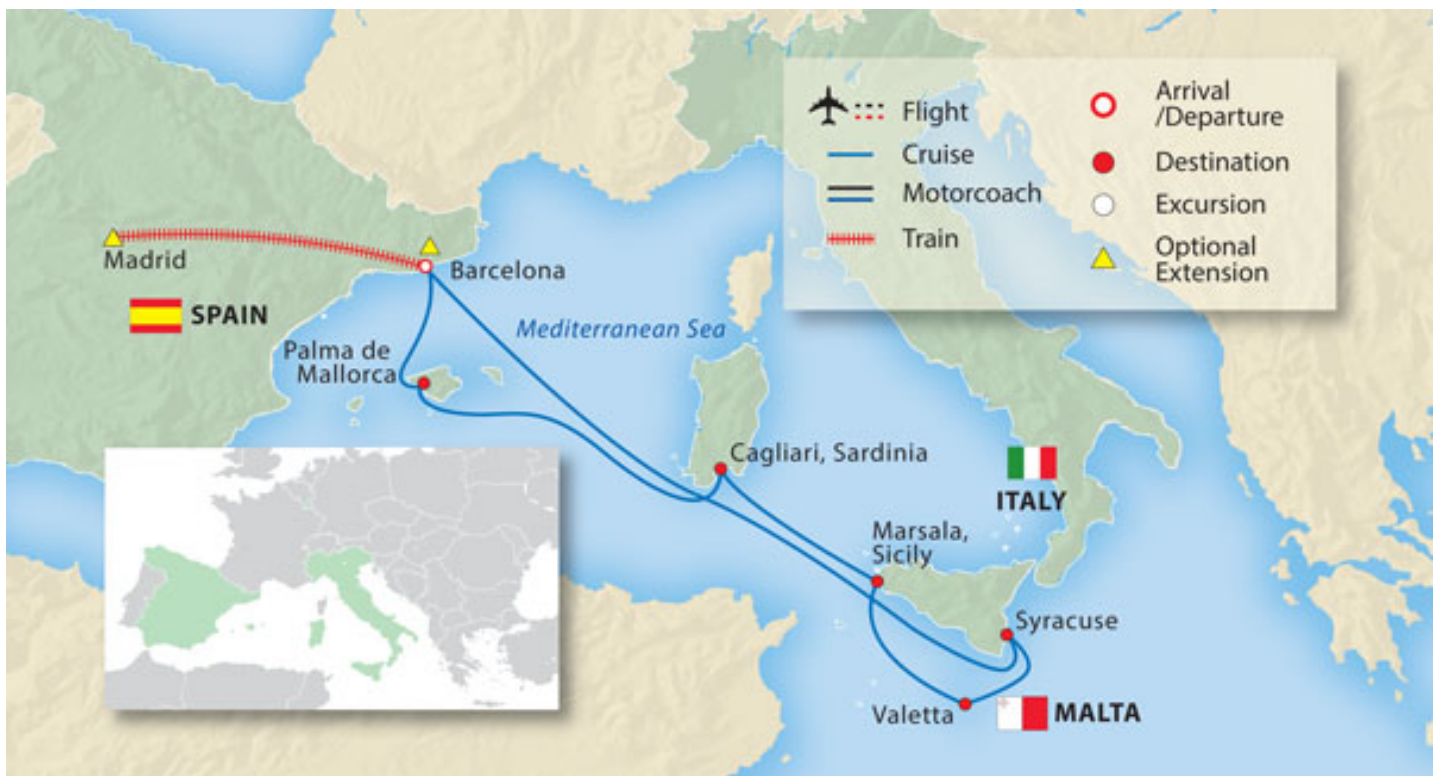 Flight
Cruise
Motorcoach
Train
Arrival
/Departure
Destination
Excursion
Optional
Extension
Madrid
Barcelona
SPAIN
Mediterranean Sea
Palma de
Mallorca
Cagliari, Sardinia
ITALY
Marsala,
Sicily
Syracuse
Valetta
MALTA